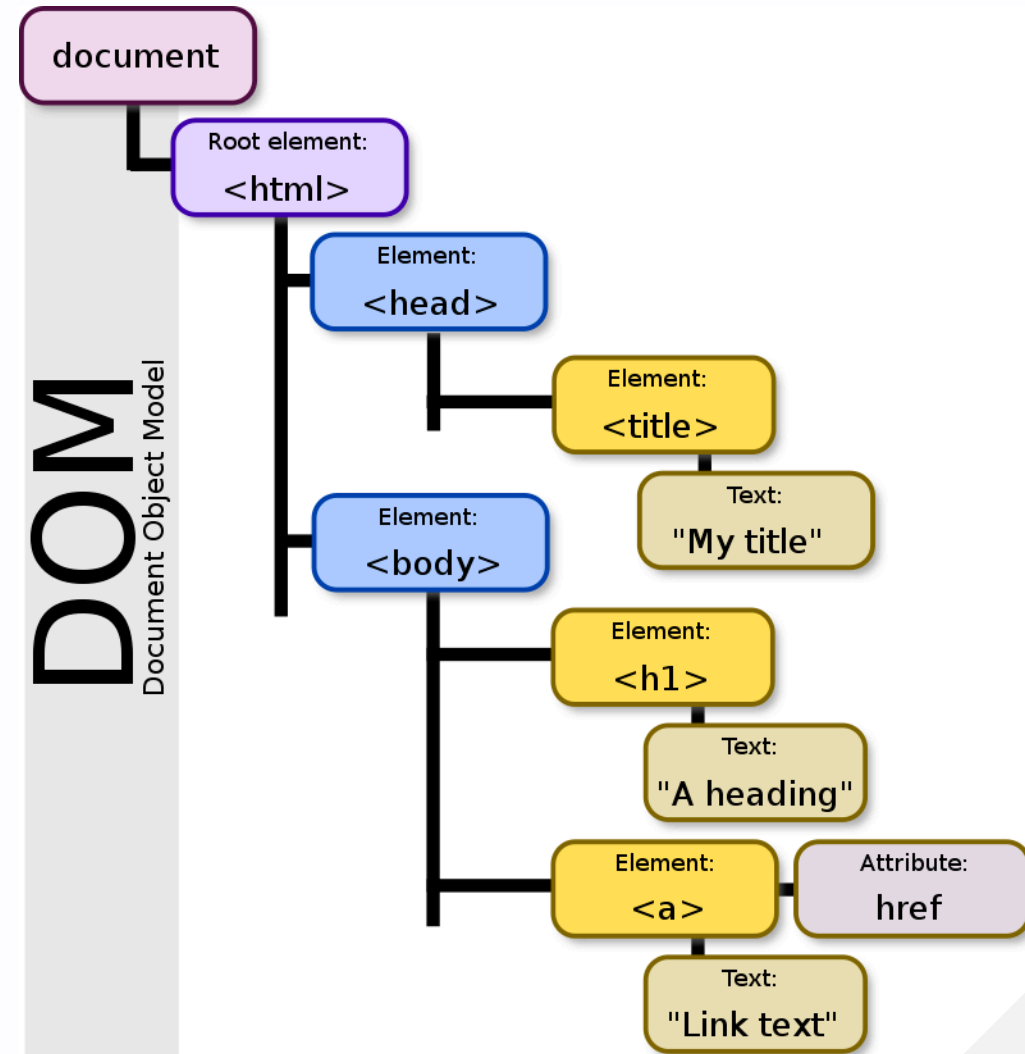 document
Root element:
<html>
Element:
<head>
Element:
<title>
Text:
"My title"
Element:
<body>
Element:
<h1>
Text:
"A heading"
Element:
<a>
Attribute:
href
Text:
"Link text"
DOM
Document Object Model